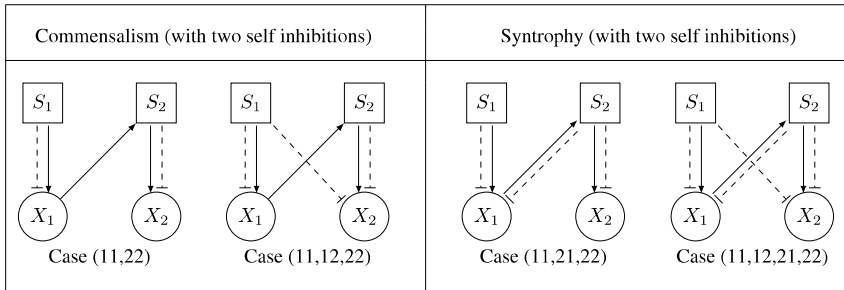 Commensalism (with two self inhibitions) Syntrophy (with two self inhibitions)
S1 S2 S1 S2 S1 S2 S1 S2
X1 X2 X1 X2 X1 X2 X1 X2
Case (11,22) Case (11,12,22) Case (11,21,22) Case (11,12,21,22)